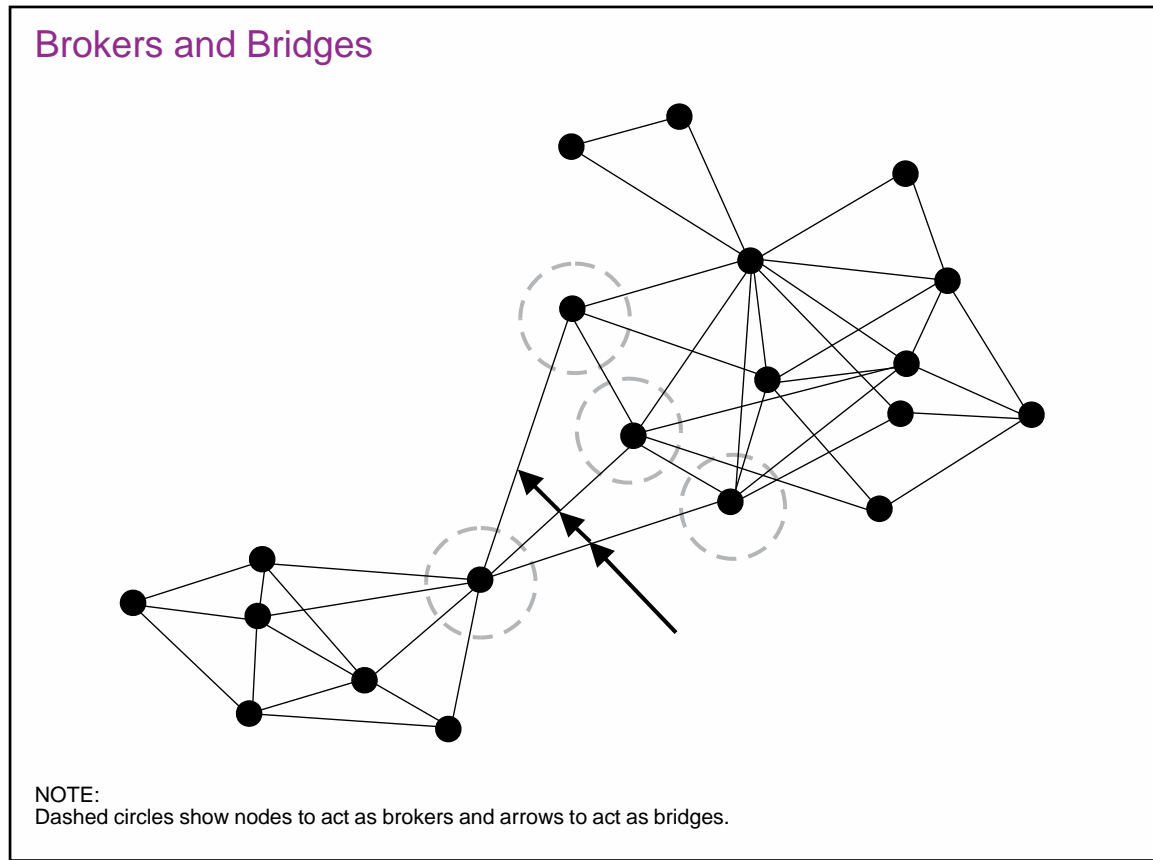 Brokers and Bridges
NOTE:
Dashed circles show nodes to act as brokers and arrows to act as bridges.